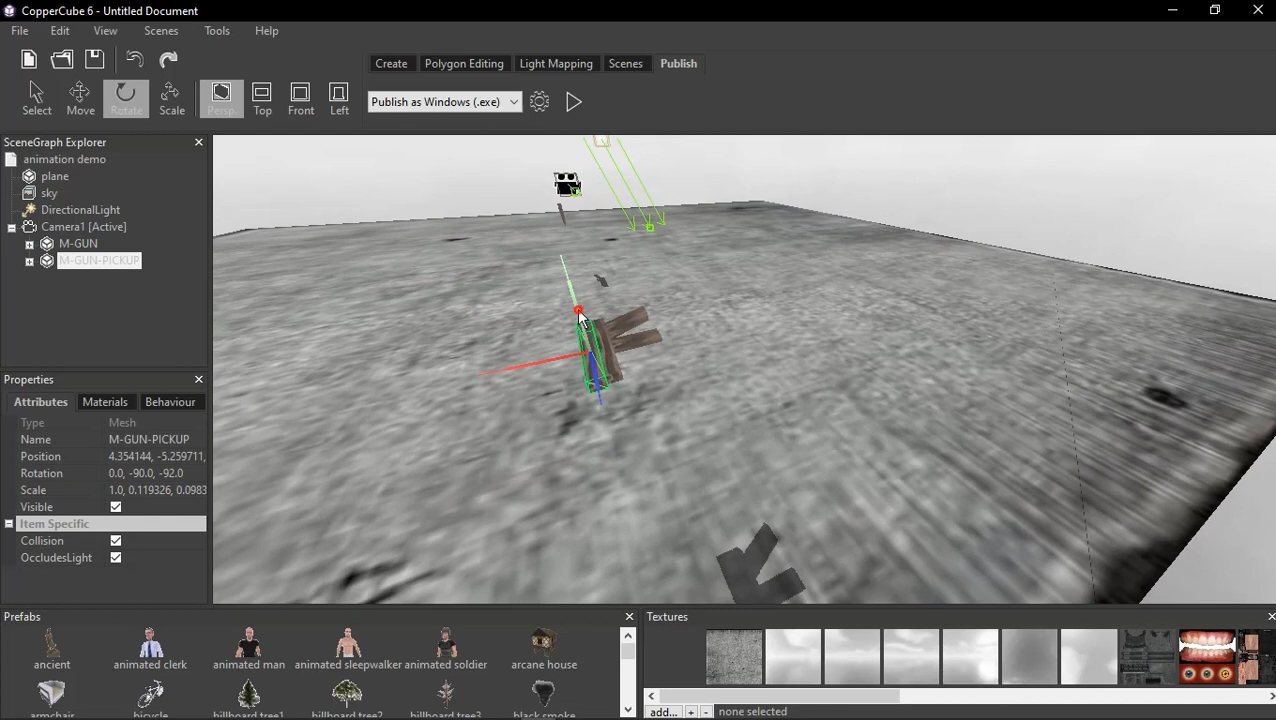 CopperCube 6 - Untitled Document
File Edit View Scenes Tools Help
Create Polygon Editing Light Mapping Scenes Publish
Select Move Rotate Scale Persp. Top Front Left
Publish as Windows (.exe)
SceneGraph Explorer
animation demo
plane
sky
DirectionalLight
Camera1 [Active]
M-GUN
M-GUN-PICKUP
Properties
Attributes Materials Behaviour
Type Mesh
Name M-GUN-PICKUP
Position 4.354144, -5.259711,
Rotation 0.0, -90.0, -92.0
Scale 1.0, 0.119326, 0.0983
Visible
Item Specific
Collision
OccludesLight
Prefabs
ancient animated clerk animated man animated sleepwalker animated soldier arcane house
armchair bicycle billboard tree1 billboard tree2 billboard tree3 black smoke
Textures
add... + - none selected